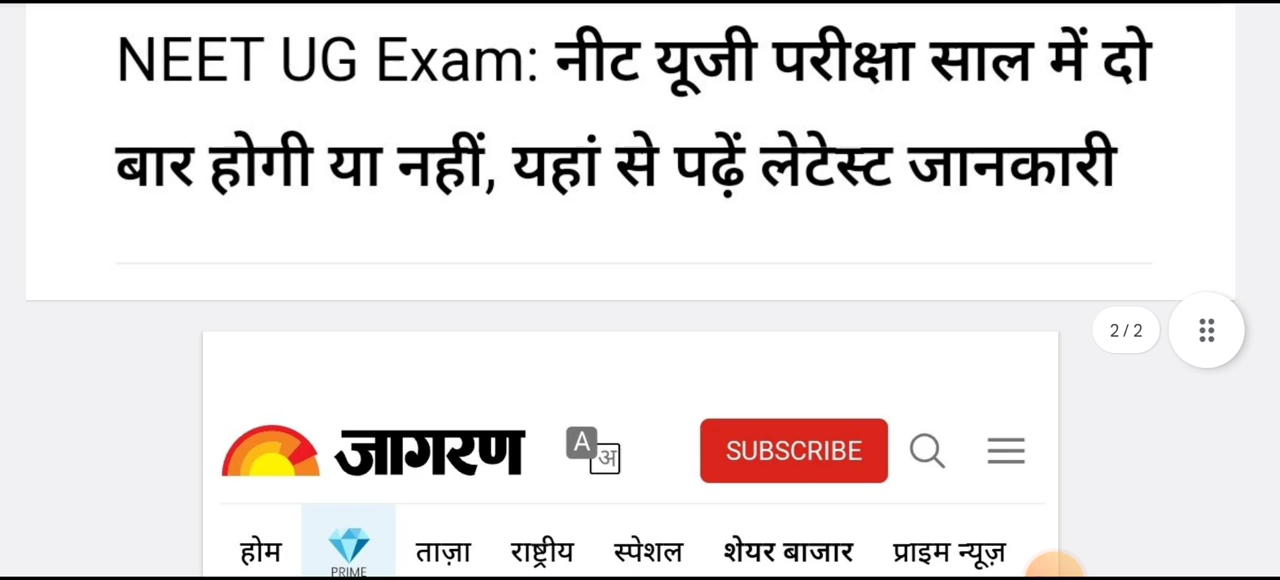 NEET UG Exam: नीट यूजी परीक्षा साल में दो
बार होगी या नहीं, यहां से पढ़ें लेटेस्ट जानकारी
2 / 2
जागरण
A
अ
SUBSCRIBE
होम
PRIME
ताज़ा
राष्ट्रीय
स्पेशल
शेयर बाजार
प्राइम न्यूज़